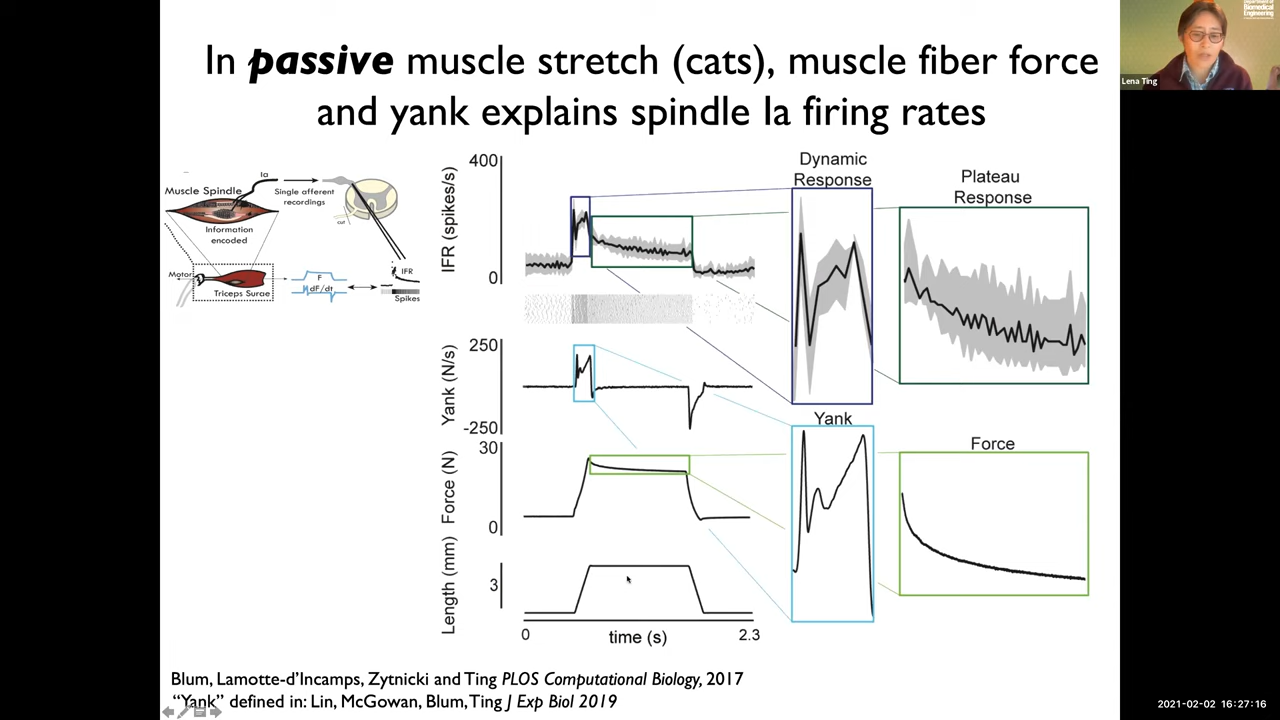 In passive muscle stretch (cats), muscle fiber force
and yank explains spindle Ia firing rates
Biomedical
Engineering
Lena Ting
Ia
Muscle Spindle
Single afferent
recordings
cut
Information
encoded
Motor
Triceps Surae
F
dF/dt
IFR
Spikes
400
IFR (spikes/s)
0
250
Yank (N/s)
-250
30
Force (N)
0
Length (mm)
3
0
time (s)
2.3
Dynamic
Response
Plateau
Response
Yank
Force
Blum, Lamotte-d'Incamps, Zytnicki and Ting PLOS Computational Biology, 2017
"Yank" defined in: Lin, McGowan, Blum, Ting J Exp Biol 2019
2021-02-02 16:27:16